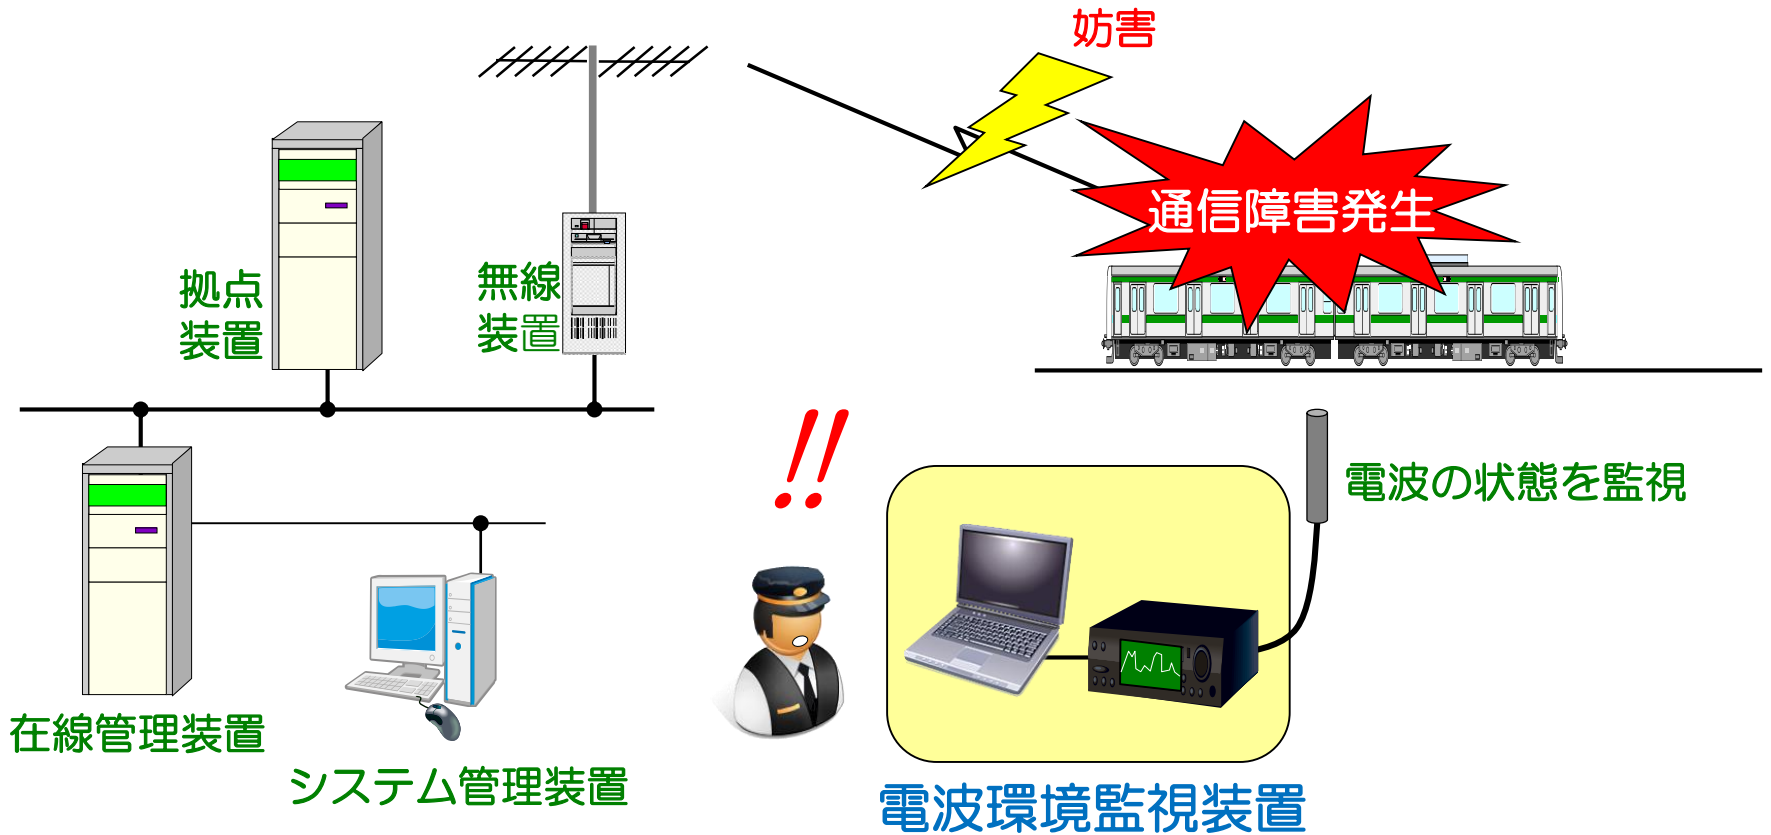 妨害
通信障害発生
拠点
装置
無線
装置
!!
電波の状態を監視
在線管理装置
システム管理装置
電波環境監視装置